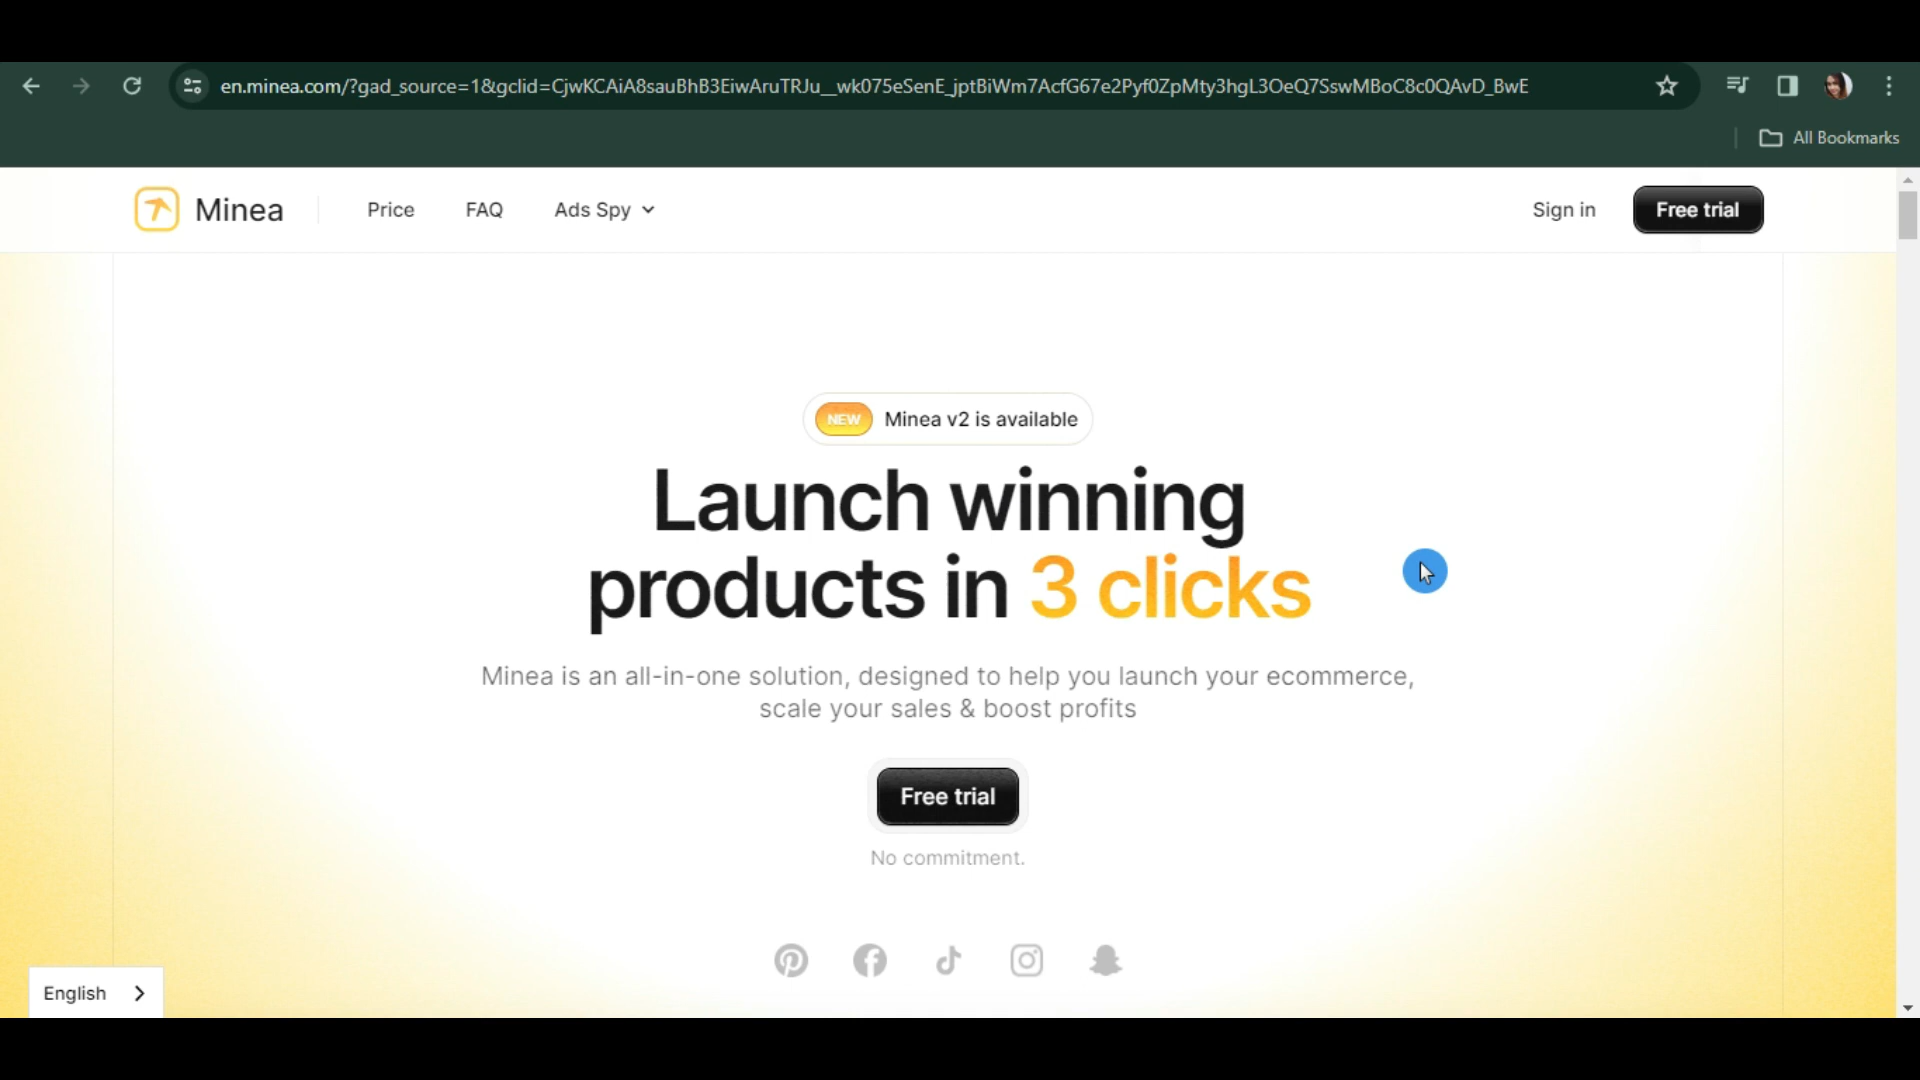 en.minea.com/?gad_source=1&gclid=CjwKCAiA8sauBhB3EiwAruTRJu__wk075eSenE_jptBiWm7AcfG67e2Pyf0ZpMty3hgL3OeQ7SswMBoC8c0QAvD_BwE
All Bookmarks
Minea
Price
FAQ
Ads Spy
Sign in
Free trial
NEW
Minea v2 is available
Launch winning
products in 3 clicks
Minea is an all-in-one solution, designed to help you launch your ecommerce,
scale your sales & boost profits
Free trial
No commitment.
English